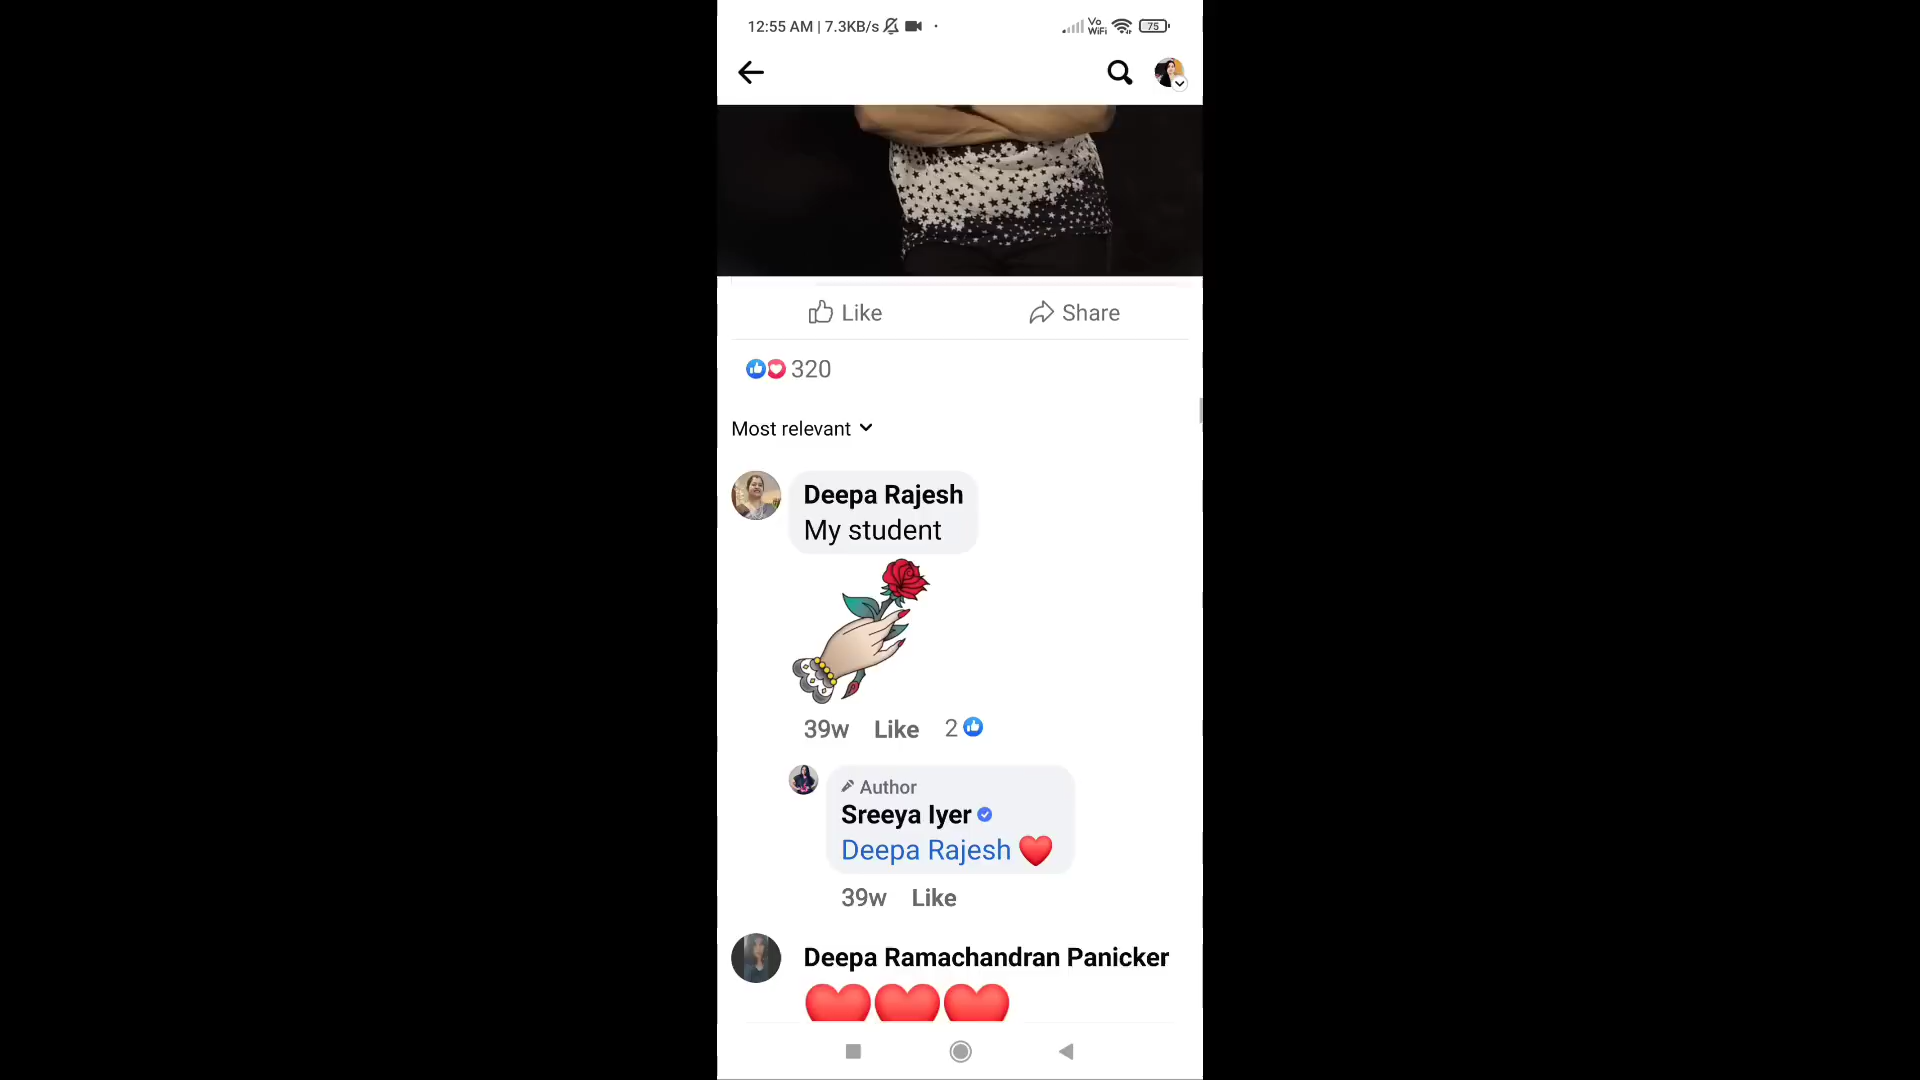 12:55 AM | 7.3KB/s
Vo
WiFi
75
Like
Share
320
Most relevant
Deepa Rajesh
My student
39w Like 2
Author
Sreeya Iyer
Deepa Rajesh ❤️
39w Like
Deepa Ramachandran Panicker
❤️❤️❤️